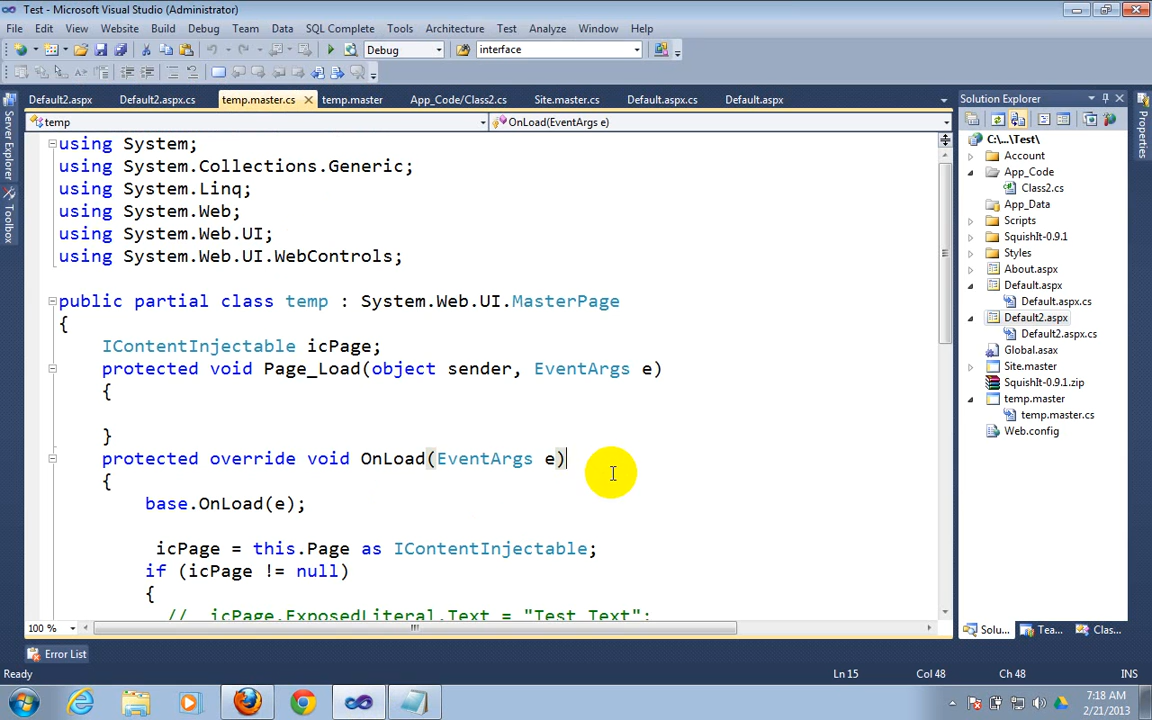 Test - Microsoft Visual Studio (Administrator)
File Edit View Website Build Debug Team Data SQL Complete Tools Architecture Test Analyze Window Help
Debug interface
Default2.aspx Default2.aspx.cs temp.master.cs temp.master App_Code/Class2.cs Site.master.cs Default.aspx.cs Default.aspx
temp OnLoad(EventArgs e)
using System;
using System.Collections.Generic;
using System.Linq;
using System.Web;
using System.Web.UI;
using System.Web.UI.WebControls;
public partial class temp : System.Web.UI.MasterPage
{
IContentInjectable icPage;
protected void Page_Load(object sender, EventArgs e)
{
}
protected override void OnLoad(EventArgs e)
{
base.OnLoad(e);
icPage = this.Page as IContentInjectable;
if (icPage != null)
{
// icPage.ExposedLiteral.Text = "Test Text";
100 %
Server Explorer
Toolbox
Solution Explorer
C:\...\Test\
Account
App_Code
Class2.cs
App_Data
Scripts
SquishIt-0.9.1
Styles
About.aspx
Default.aspx
Default.aspx.cs
Default2.aspx
Default2.aspx.cs
Global.asax
Site.master
SquishIt-0.9.1.zip
temp.master
temp.master.cs
Web.config
Solu... Tea... Clas...
Properties
Error List
Ready Ln 15 Col 48 Ch 48 INS
7:18 AM
2/21/2013